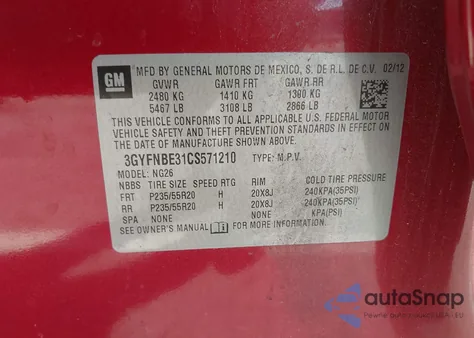 GM
MFD BY GENERAL MOTORS DE MEXICO, S. DE R.L. DE C.V. 02/12
GVWR GAWR FRT GAWR RR
2480 KG 1410 KG 1300 KG
5467 LB 3108 LB 2866 LB
THIS VEHICLE CONFORMS TO ALL APPLICABLE U.S. FEDERAL MOTOR
VEHICLE SAFETY AND THEFT PREVENTION STANDARDS IN EFFECT ON
THE DATE OF MANUFACTURE SHOWN ABOVE.
3GYFNBE31CS571210 TYPE: M.P.V.
MODEL: NG26
NBBS TIRE SIZE SPEED RTG RIM COLD TIRE PRESSURE
FRT P235/55R20 H 20X8J 240KPA(35PSI)
RR P235/55R20 H 20X8J 240KPA(35PSI)
SPA NONE NONE KPA(PSI)
SEE OWNER'S MANUAL FOR MORE INFORMATION.
autoSnap